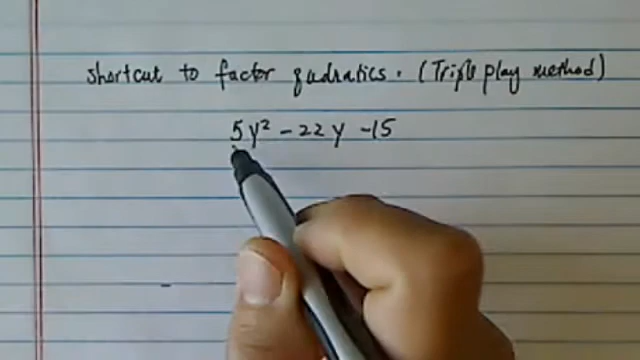 shortcut to factor quadratics. (Triple play method)
5y² - 22y - 15